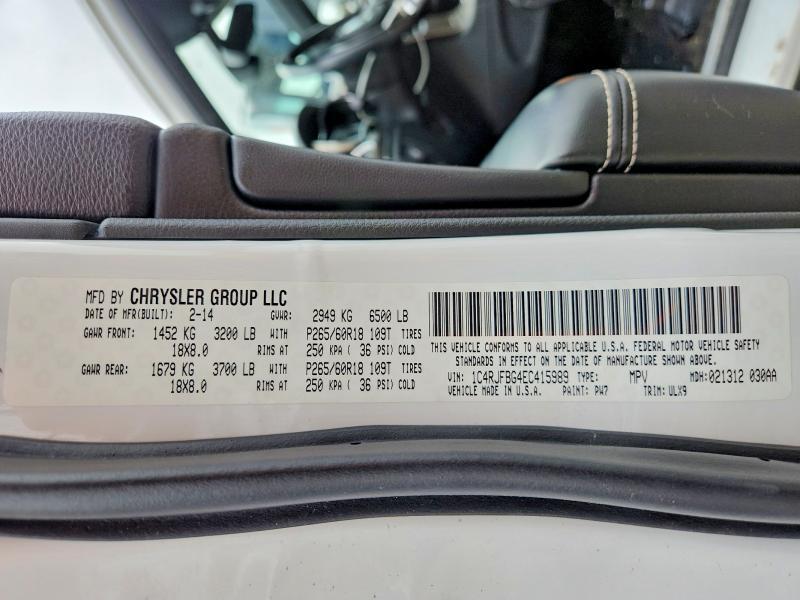 MFD BY CHRYSLER GROUP LLC
DATE OF MFR(BUILT): 2-14 GVWR: 2949 KG 6500 LB
GAWR FRONT: 1452 KG 3200 LB WITH P265/60R18 109T TIRES
18X8.0 RIMS AT 250 KPA ( 36 PSI) COLD
GAWR REAR: 1679 KG 3700 LB WITH P265/60R18 109T TIRES
18X8.0 RIMS AT 250 KPA ( 36 PSI) COLD
THIS VEHICLE CONFORMS TO ALL APPLICABLE U.S.A. FEDERAL MOTOR VEHICLE SAFETY
STANDARDS IN EFFECT ON THE DATE OF MANUFACTURE SHOWN ABOVE.
VIN: 1C4RJFBG4EC415989 TYPE: MPV MDH:021312 030AA
VEHICLE MADE IN U.S.A. PAINT: PW7 TRIM: ULX9